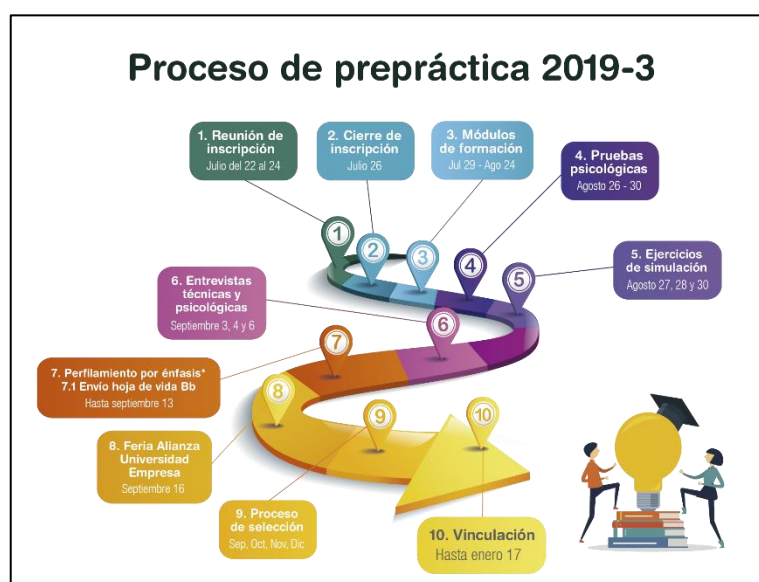 Proceso de prepráctica 2019-3
1. Reunión de
inscripción
Julio del 22 al 24
2. Cierre de
inscripción
Julio 26
3. Módulos
de formación
Jul 29 - Ago 24
4. Pruebas
psicológicas
Agosto 26 - 30
5. Ejercicios
de simulación
Agosto 27, 28 y 30
6. Entrevistas
técnicas y
psicológicas
Septiembre 3, 4 y 6
7. Perfilamiento por énfasis*
7.1 Envío hoja de vida Bb
Hasta septiembre 13
8. Feria Alianza
Universidad
Empresa
Septiembre 16
9. Proceso
de selección
Sep, Oct, Nov, Dic
10. Vinculación
Hasta enero 17
1
2
3
4
5
6
7
8
9
10